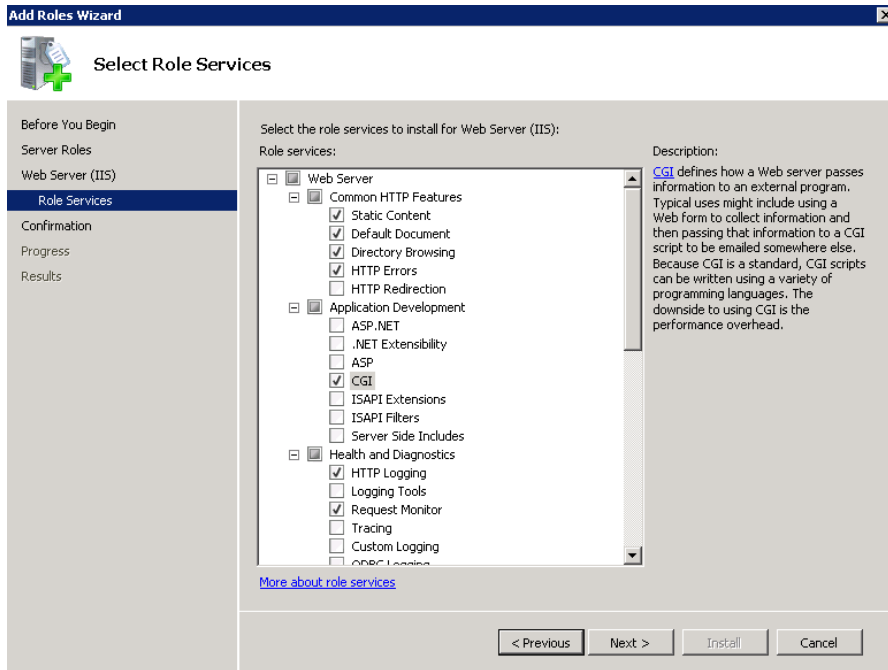 Add Roles Wizard
Select Role Services
Before You Begin
Server Roles
Web Server (IIS)
Role Services
Confirmation
Progress
Results
Select the role services to install for Web Server (IIS):
Role services:
Web Server
Common HTTP Features
Static Content
Default Document
Directory Browsing
HTTP Errors
HTTP Redirection
Application Development
ASP.NET
.NET Extensibility
ASP
CGI
ISAPI Extensions
ISAPI Filters
Server Side Includes
Health and Diagnostics
HTTP Logging
Logging Tools
Request Monitor
Tracing
Custom Logging
ODBC Logging
More about role services
Description:
CGI defines how a Web server passes
information to an external program.
Typical uses might include using a
Web form to collect information and
then passing that information to a CGI
script to be emailed somewhere else.
Because CGI is a standard, CGI scripts
can be written using a variety of
programming languages. The
downside to using CGI is the
performance overhead.
< Previous
Next >
Install
Cancel